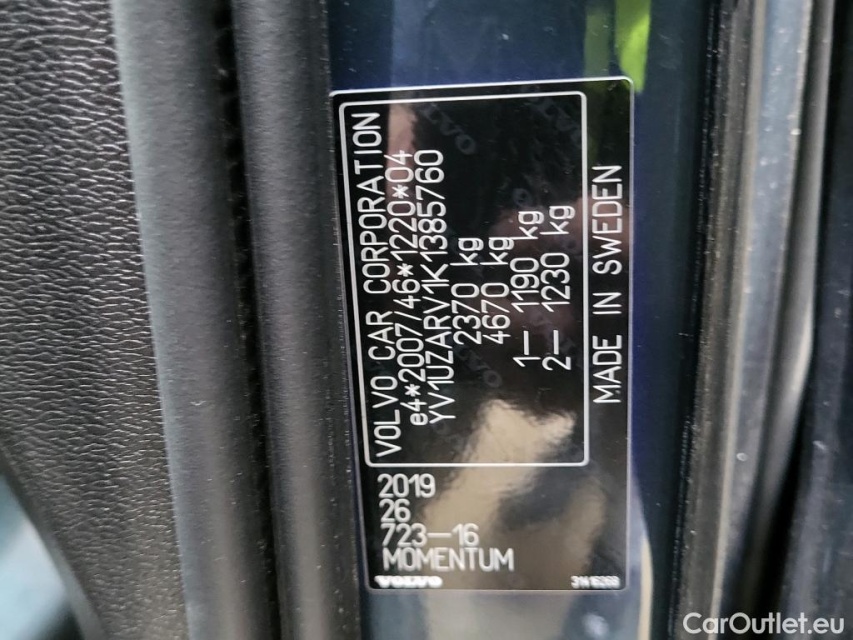 VOLVO CAR CORPORATION
e4*2007/46*1220*04
YV1UZARV1K1385760
2370 kg
4670 kg
1— 1190 kg
2— 1230 kg
MADE IN SWEDEN
2019
26
723—16
MOMENTUM
VOLVO
CarOutlet.eu